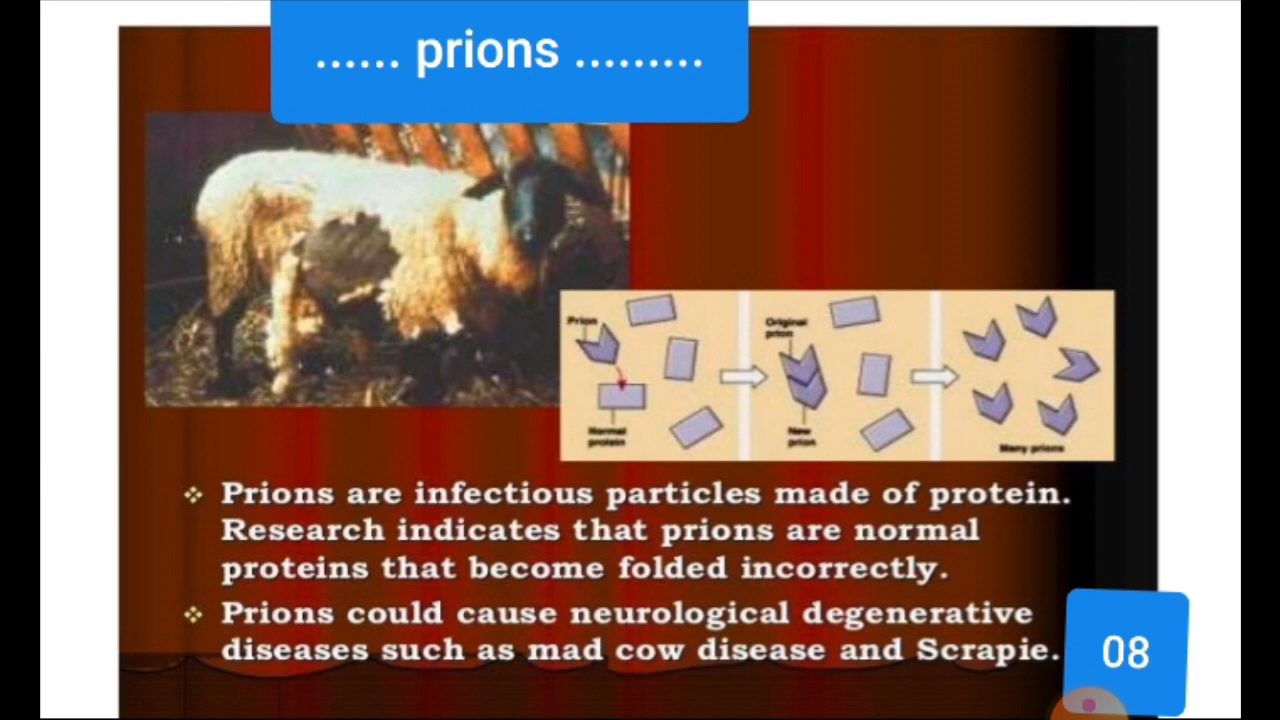 ...... prions .........
Prion
Normal
protein
Original
prion
New
prion
Many prions
Prions are infectious particles made of protein.
Research indicates that prions are normal
proteins that become folded incorrectly.
Prions could cause neurological degenerative
diseases such as mad cow disease and Scrapie.
08